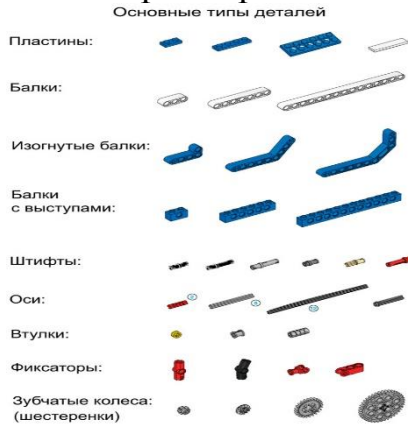 Основные типы деталей
Пластины:
Балки:
Изогнутые балки:
Балки
с выступами:
Штифты:
Оси:
Втулки:
Фиксаторы:
Зубчатые колеса:
(шестеренки)